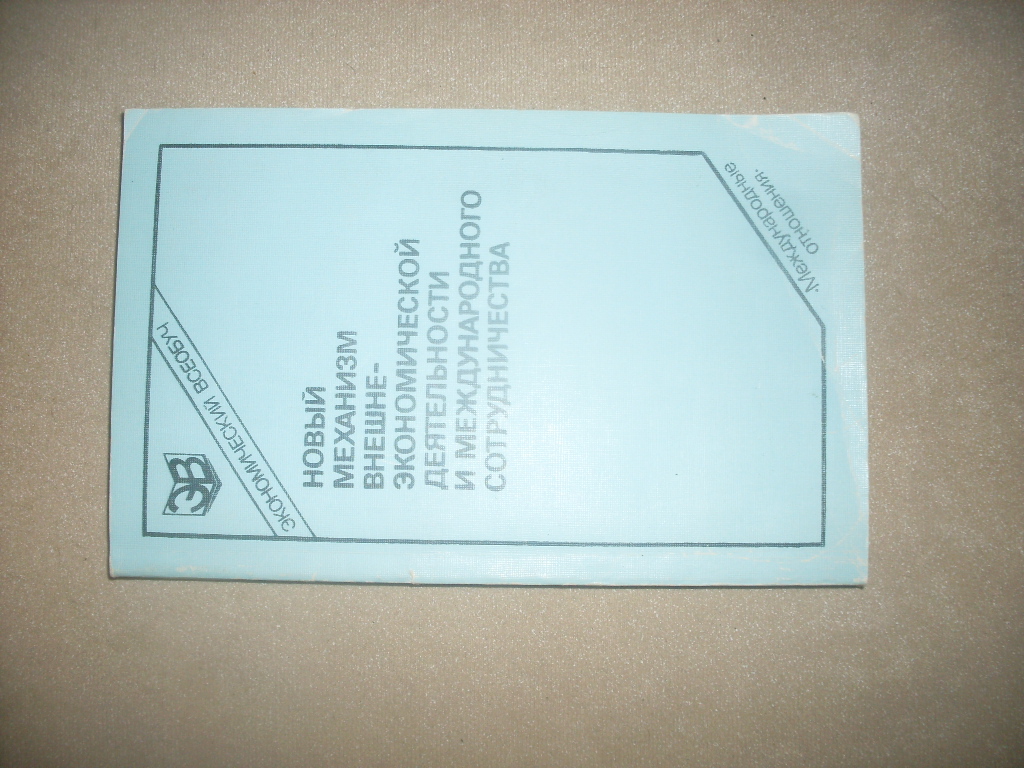 ЭВ
ЭКОНОМИЧЕСКИЙ ВСЕОБУЧ
НОВЫЙ
МЕХАНИЗМ
ВНЕШНЕ-
ЭКОНОМИЧЕСКОЙ
ДЕЯТЕЛЬНОСТИ
И МЕЖДУНАРОДНОГО
СОТРУДНИЧЕСТВА
·Международные
отношения·